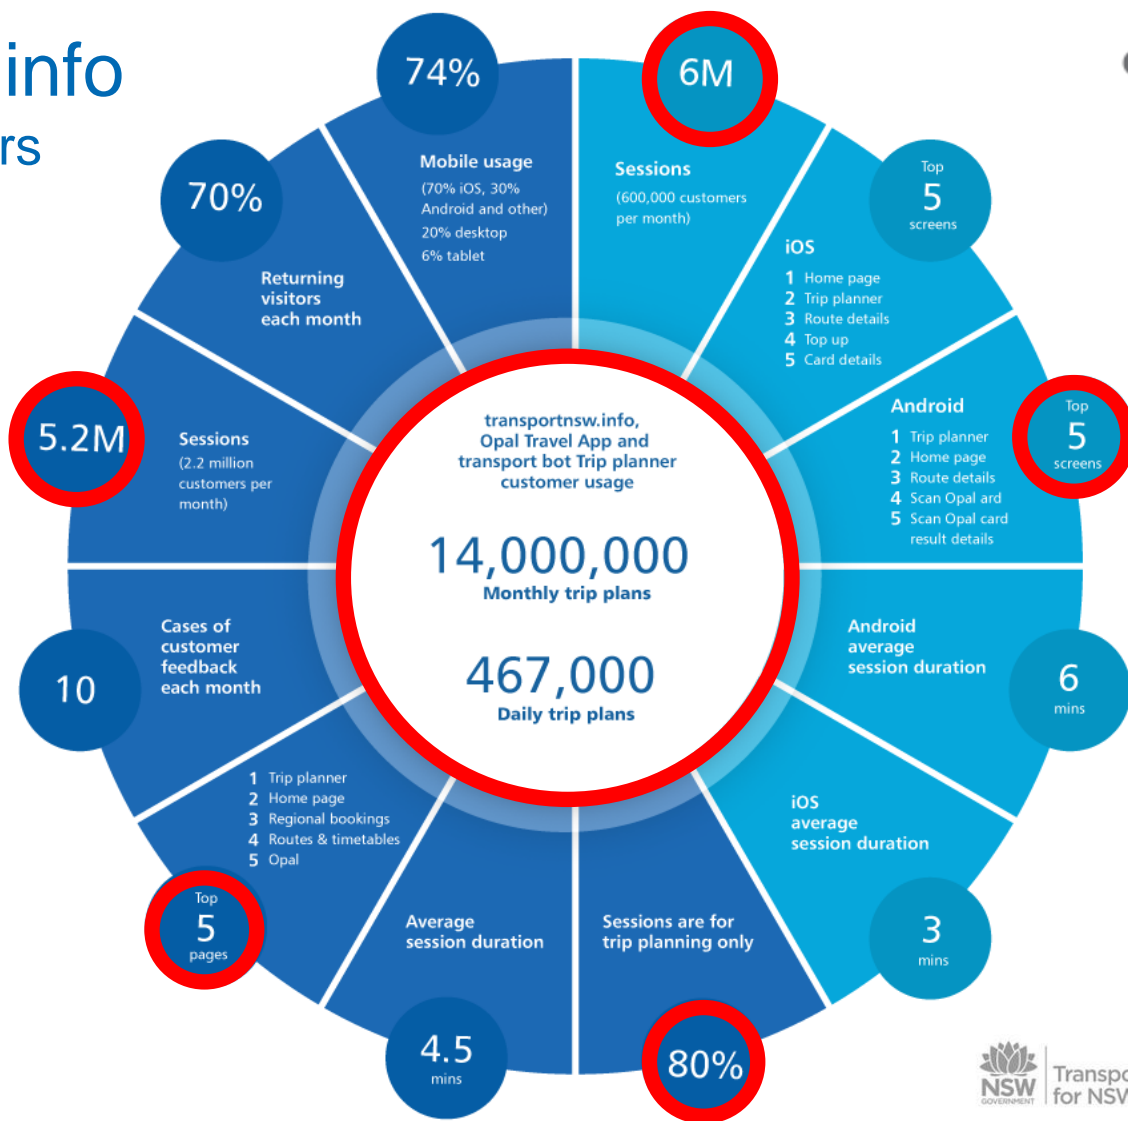 info
rs
74%
Mobile usage
(70% iOS, 30%
Android and other)
20% desktop
6% tablet
6M
Sessions
(600,000 customers
per month)
Top
5
screens
iOS
1 Home page
2 Trip planner
3 Route details
4 Top up
5 Card details
Top
5
screens
Android
1 Trip planner
2 Home page
3 Route details
4 Scan Opal ard
5 Scan Opal card
result details
Android
average
session duration
6
mins
iOS
average
session duration
3
mins
Sessions are for
trip planning only
80%
Average
session duration
4.5
mins
1 Trip planner
2 Home page
3 Regional bookings
4 Routes & timetables
5 Opal
Top
5
pages
Cases of
customer
feedback
each month
10
5.2M
Sessions
(2.2 million
customers per
month)
70%
Returning
visitors
each month
transportnsw.info,
Opal Travel App and
transport bot Trip planner
customer usage
14,000,000
Monthly trip plans
467,000
Daily trip plans
NSW
GOVERNMENT
Transpo
for NSW